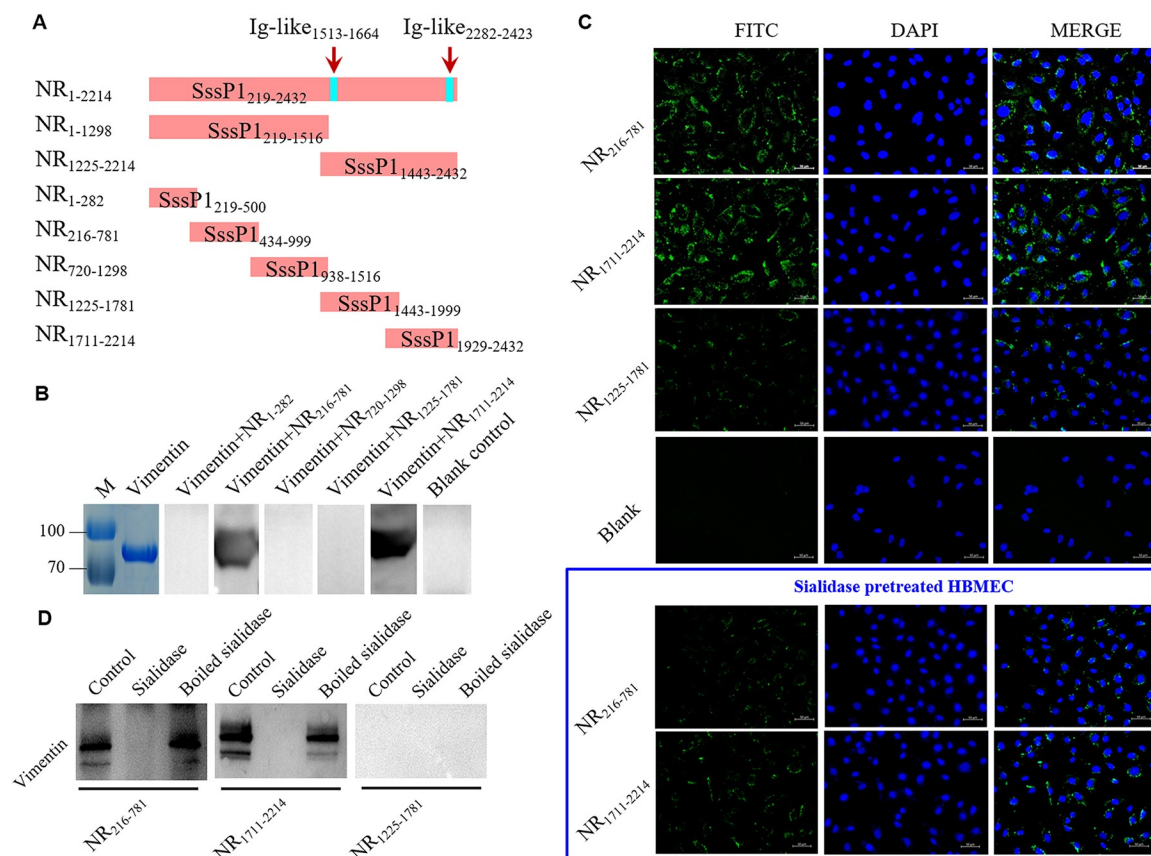 A
Ig-like1513-1664 Ig-like2282-2423
NR1-2214 SssP1219-2432
NR1-1298 SssP1219-1516
NR1225-2214 SssP11443-2432
NR1-282 SssP1219-500
NR216-781 SssP1434-999
NR720-1298 SssP1938-1516
NR1225-1781 SssP11443-1999
NR1711-2214 SssP11929-2432
B
M
Vimentin
Vimentin+NR1-282
Vimentin+NR216-781
Vimentin+NR720-1298
Vimentin+NR1225-1781
Vimentin+NR1711-2214
Blank control
100
70
D
Control
Sialidase
Boiled sialidase
Control
Sialidase
Boiled sialidase
Control
Sialidase
Boiled sialidase
Vimentin
NR216-781
NR1711-2214
NR1225-1781
C
FITC DAPI MERGE
NR216-781
NR1711-2214
NR1225-1781
Blank
Sialidase pretreated HBMEC
NR216-781
NR1711-2214